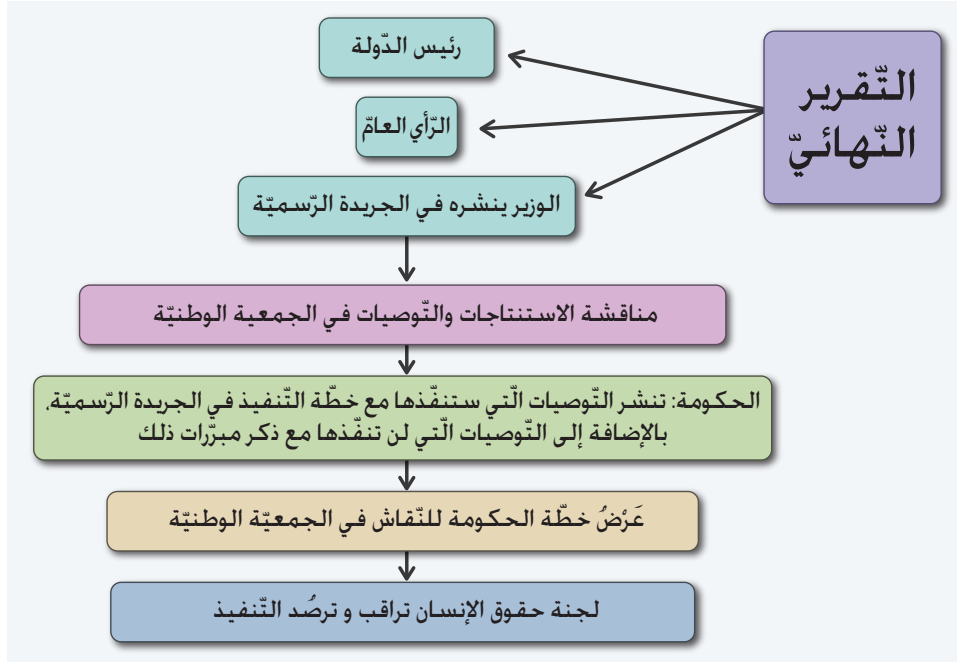 التّقرير
النّهائيّ
رئيس الدّولة
الرّأي العامّ
الوزير ينشره في الجريدة الرّسميّة
مناقشة الاستنتاجات والتّوصيات في الجمعية الوطنيّة
الحكومة: تنشر التّوصيات الّتي ستنفّذها مع خطّة التّنفيذ في الجريدة الرّسميّة،
بالإضافة إلى التّوصيات الّتي لن تنفّذها مع ذكر مبرّرات ذلك
عَرْضُ خطّة الحكومة للنّقاش في الجمعيّة الوطنيّة
لجنة حقوق الإنسان تراقب و ترصُد التّنفيذ